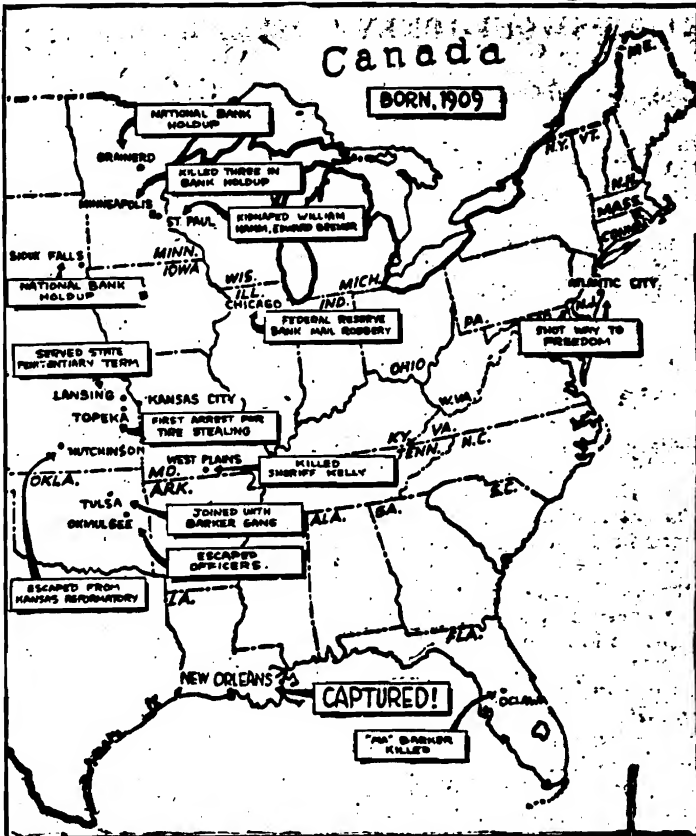 Canada
BORN, 1909
ME.
NATIONAL BANK
HOLDUP
BRAINERD
N.Y.
VT.
N.H.
MASS.
CONN.
KILLED THREE IN
BANK HOLDUP
MINNEAPOLIS
ST PAUL
KIDNAPED WILLIAM
HAMM, EDWARD BREMER
SIOUX FALLS
NATIONAL BANK
HOLDUP
MINN.
IOWA
WIS.
ILL.
CHICAGO
MICH.
IND.
FEDERAL RESERVE
BANK MAIL ROBBERY
PA.
N.J.
ATLANTIC CITY
SHOT WAY TO
FREEDOM
SERVED STATE
PENITENTIARY TERM
LANSING
KANSAS CITY
TOPEKA
FIRST ARREST FOR
TIRE STEALING
OHIO
W.VA.
HUTCHINSON
WEST PLAINS
KILLED
SHERIFF KELLY
KY.
VA.
TENN.
N.C.
OKLA.
MO.
ARK.
TULSA
OKMULGEE
JOINED WITH
BARKER GANG
ALA.
GA.
S.C.
ESCAPED
OFFICERS.
ESCAPED FROM
KANSAS REFORMATORY
LA.
FLA.
NEW ORLEANS
CAPTURED!
OCLAWA
"MA" BARKER
KILLED